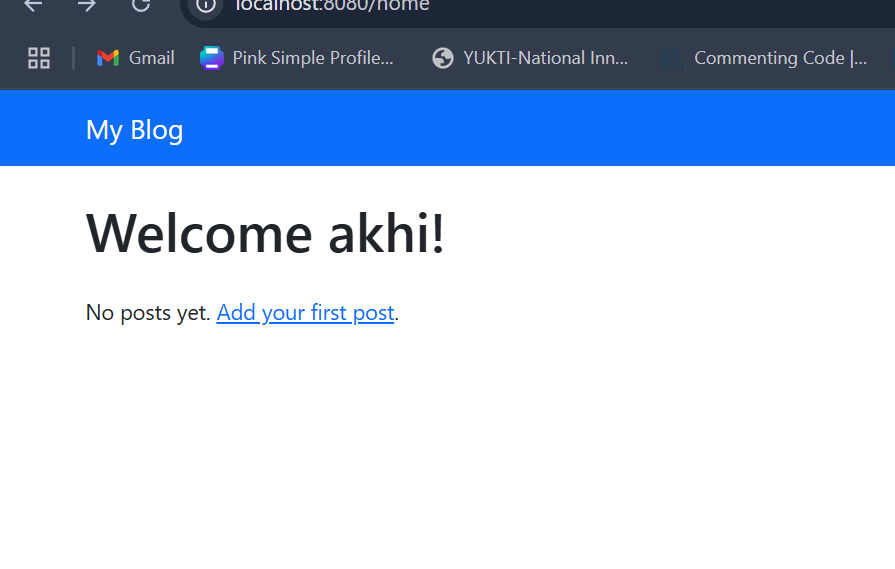 localhost:8080/home
Gmail Pink Simple Profile... YUKTI-National Inn... Commenting Code |...
My Blog
Welcome akhi!
No posts yet. Add your first post.